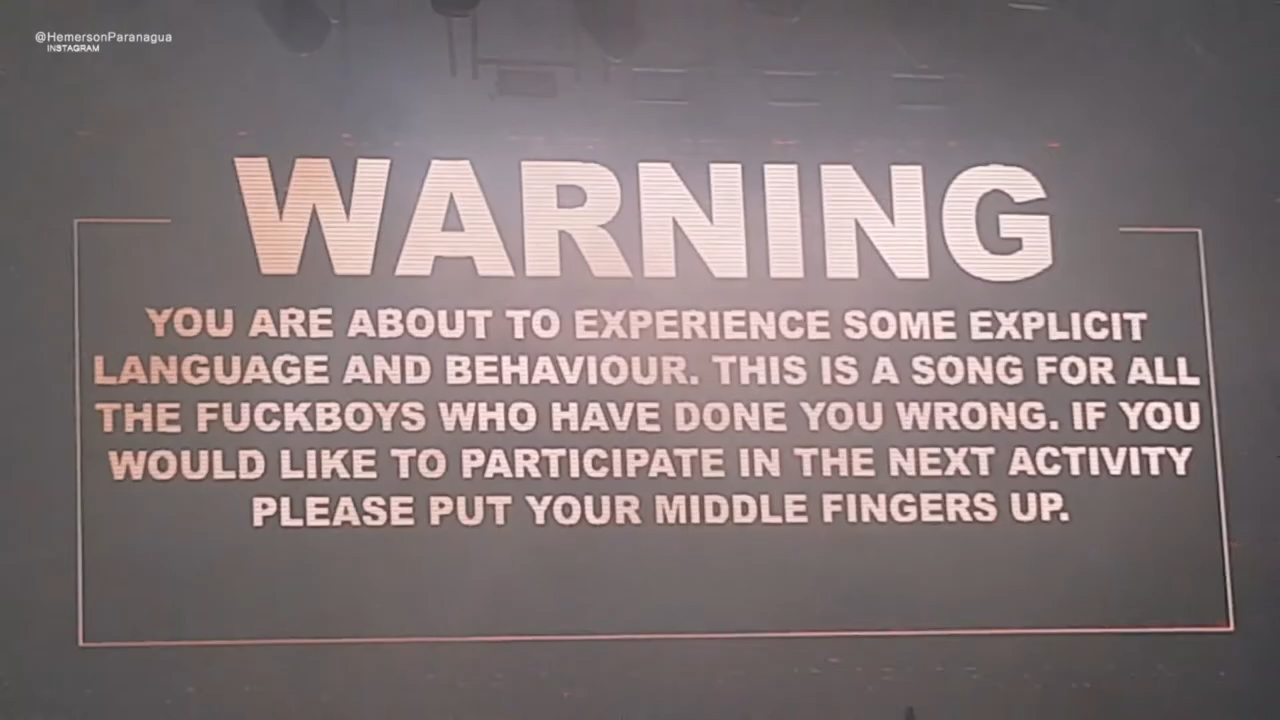 @HemersonParanagua
INSTAGRAM
WARNING
YOU ARE ABOUT TO EXPERIENCE SOME EXPLICIT
LANGUAGE AND BEHAVIOUR. THIS IS A SONG FOR ALL
THE FUCKBOYS WHO HAVE DONE YOU WRONG. IF YOU
WOULD LIKE TO PARTICIPATE IN THE NEXT ACTIVITY
PLEASE PUT YOUR MIDDLE FINGERS UP.